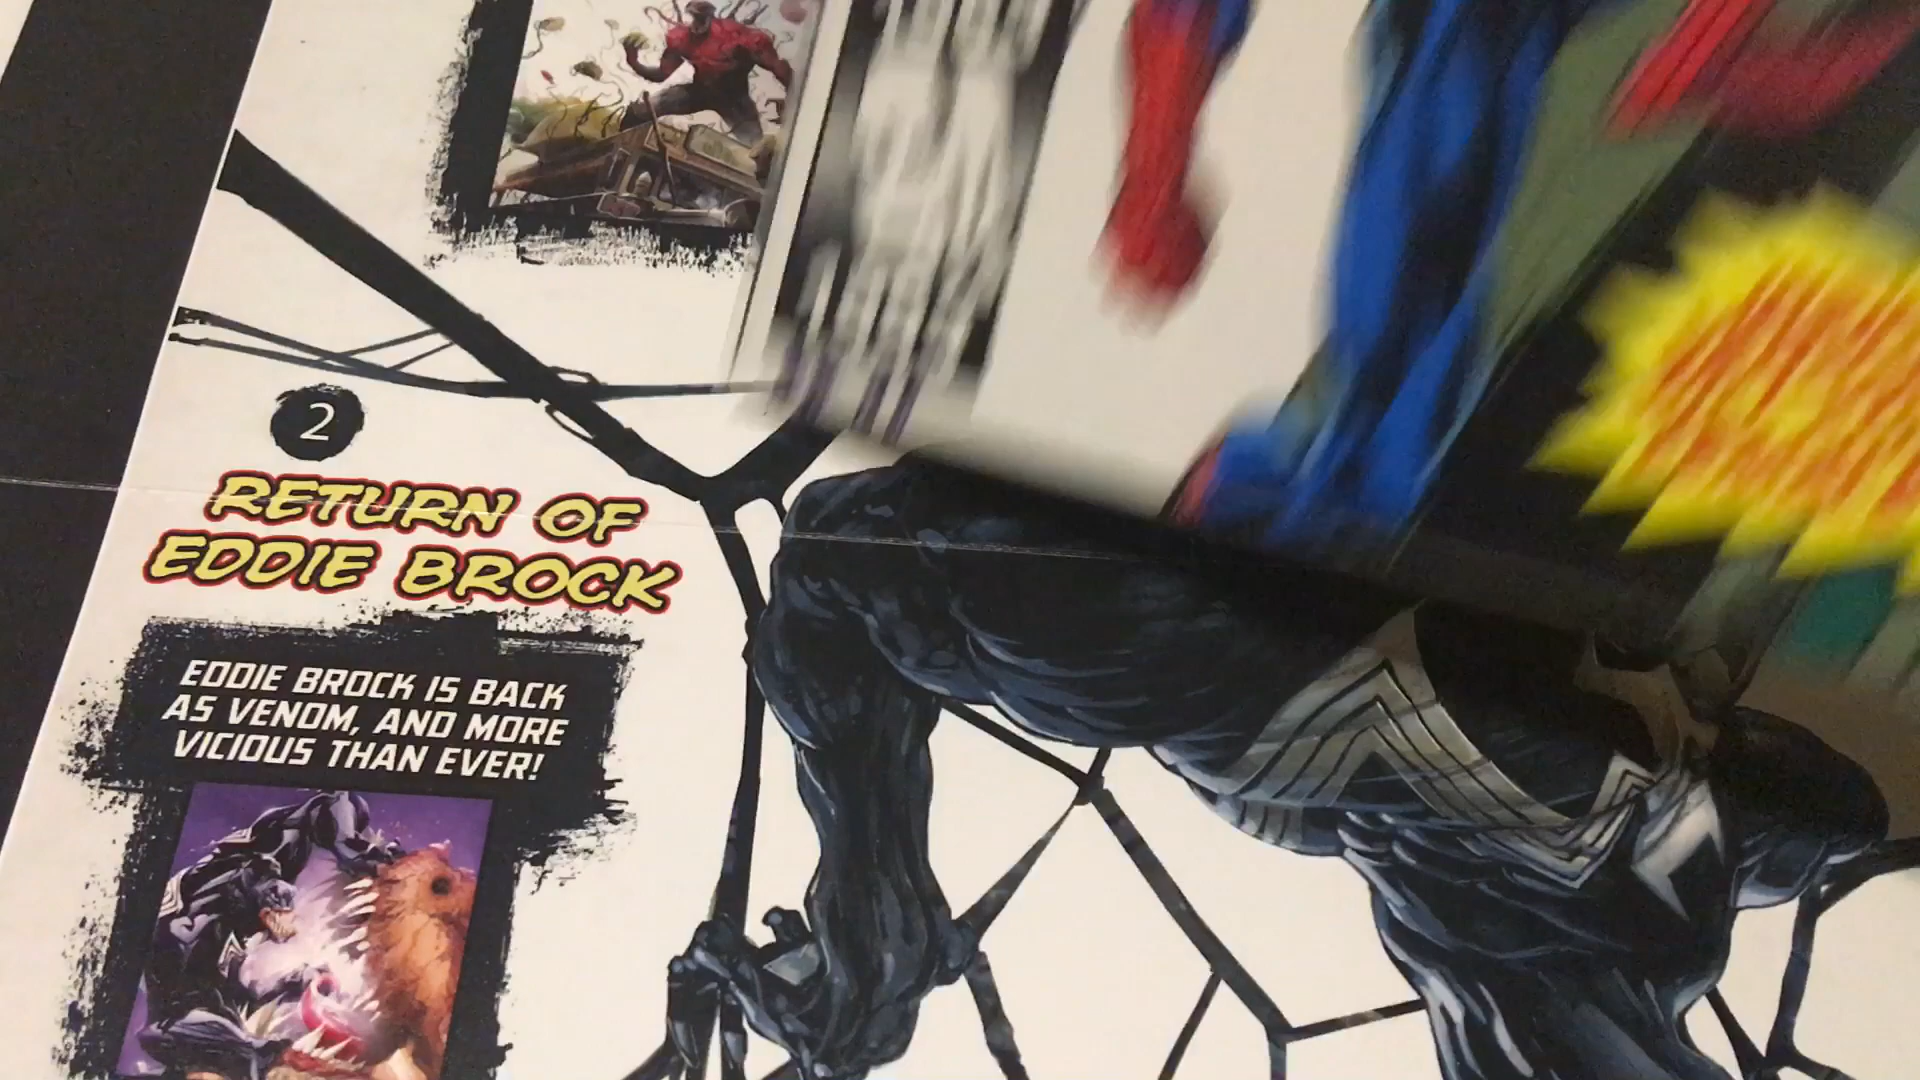 2
RETURN OF
EDDIE BROCK
EDDIE BROCK IS BACK
AS VENOM, AND MORE
VICIOUS THAN EVER!